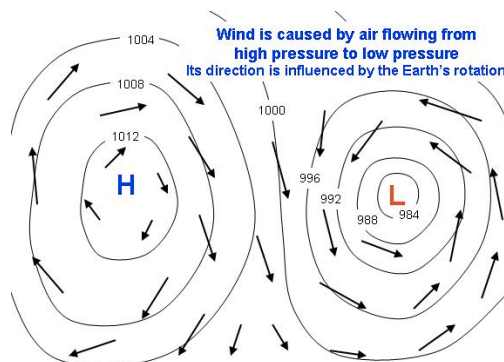 Wind is caused by air flowing from
high pressure to low pressure
Its direction is influenced by the Earth's rotation
1004
1008
1000
1012
996
H
L
992
984
988